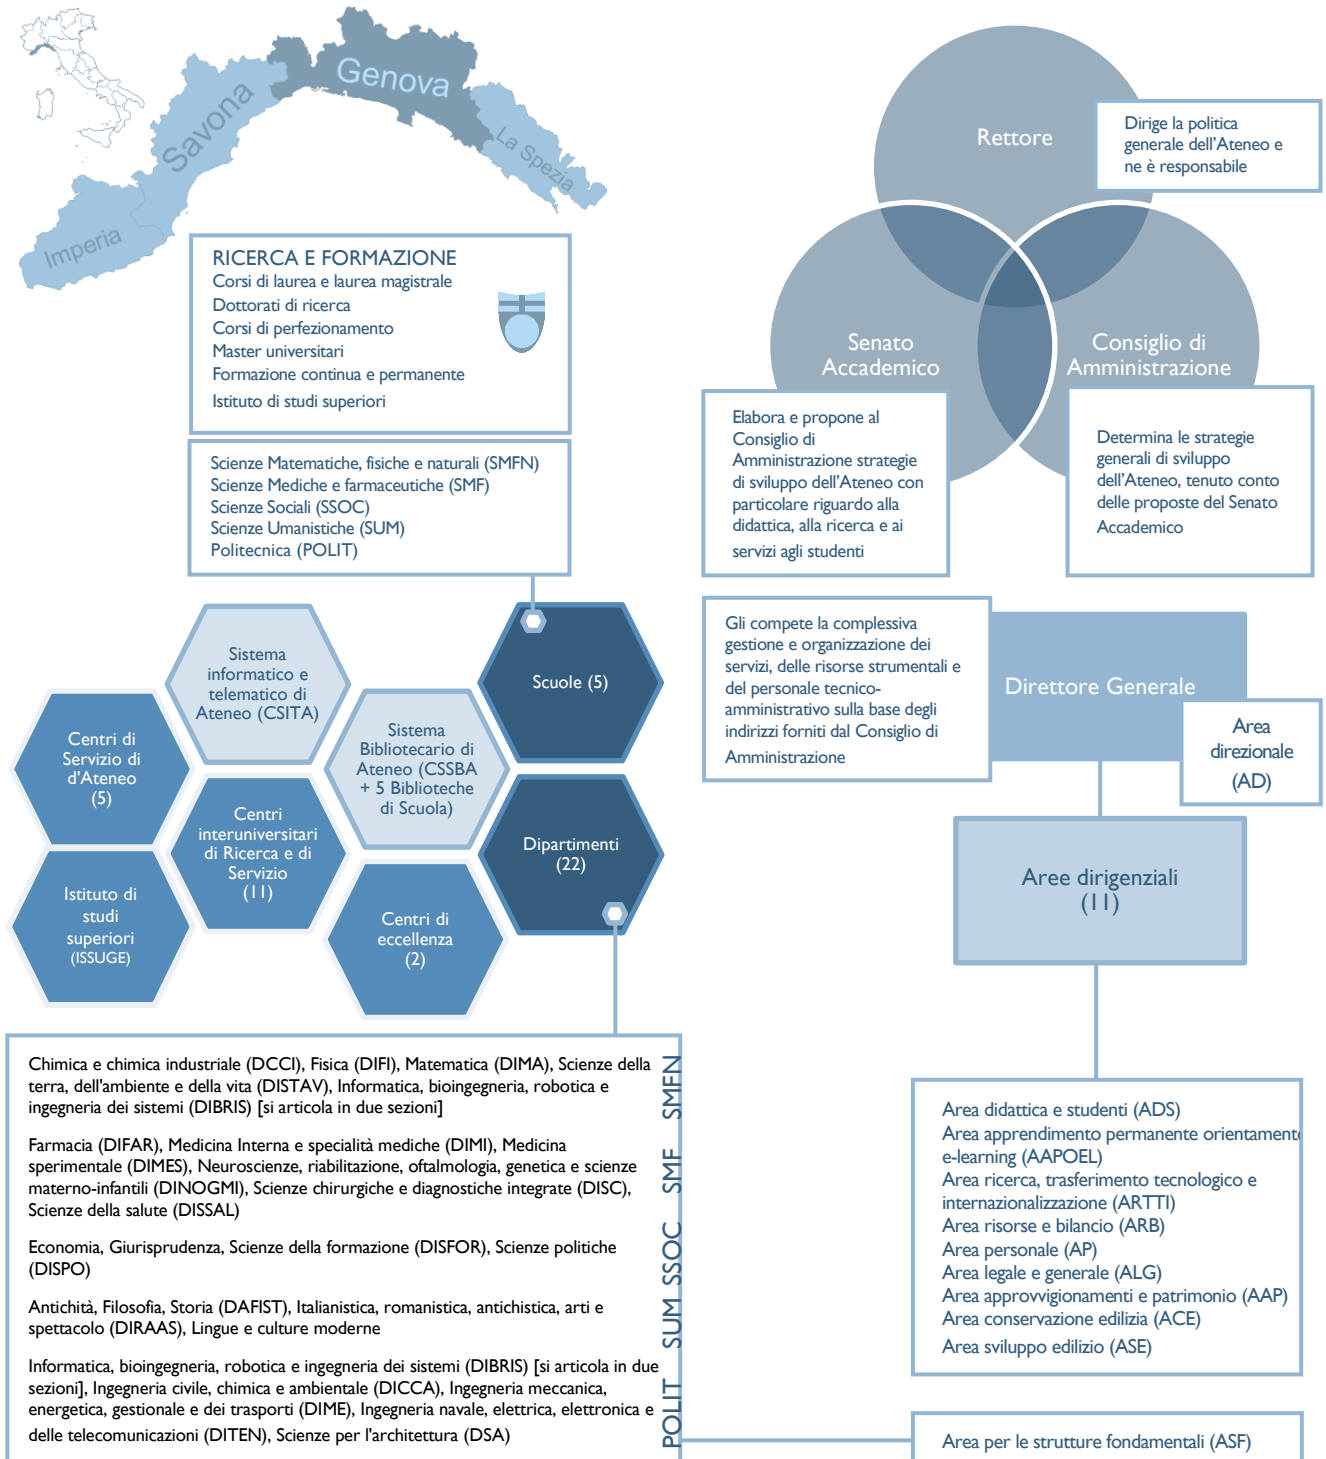 Genova
Savona
La Spezia
Imperia
RICERCA E FORMAZIONE
Corsi di laurea e laurea magistrale
Dottorati di ricerca
Corsi di perfezionamento
Master universitari
Formazione continua e permanente
Istituto di studi superiori
Scienze Matematiche, fisiche e naturali (SMFN)
Scienze Mediche e farmaceutiche (SMF)
Scienze Sociali (SSOC)
Scienze Umanistiche (SUM)
Politecnica (POLIT)
Sistema
informatico e
telematico di
Ateneo (CSITA)
Scuole (5)
Centri di
Servizio di
d'Ateneo
(5)
Sistema
Bibliotecario di
Ateneo (CSSBA
+ 5 Biblioteche
di Scuola)
Centri
interuniversitari
di Ricerca e di
Servizio
(11)
Dipartimenti
(22)
Istituto di
studi
superiori
(ISSUGE)
Centri di
eccellenza
(2)
Chimica e chimica industriale (DCCI), Fisica (DIFI), Matematica (DIMA), Scienze della
terra, dell'ambiente e della vita (DISTAV), Informatica, bioingegneria, robotica e
ingegneria dei sistemi (DIBRIS) [si articola in due sezioni]
SMFN
Farmacia (DIFAR), Medicina Interna e specialità mediche (DIMI), Medicina
sperimentale (DIMES), Neuroscienze, riabilitazione, oftalmologia, genetica e scienze
materno-infantili (DINOGMI), Scienze chirurgiche e diagnostiche integrate (DISC),
Scienze della salute (DISSAL)
SMF
Economia, Giurisprudenza, Scienze della formazione (DISFOR), Scienze politiche
(DISPO)
SSOC
Antichità, Filosofia, Storia (DAFIST), Italianistica, romanistica, antichistica, arti e
spettacolo (DIRAAS), Lingue e culture moderne
SUM
Informatica, bioingegneria, robotica e ingegneria dei sistemi (DIBRIS) [si articola in due
sezioni], Ingegneria civile, chimica e ambientale (DICCA), Ingegneria meccanica,
energetica, gestionale e dei trasporti (DIME), Ingegneria navale, elettrica, elettronica e
delle telecomunicazioni (DITEN), Scienze per l'architettura (DSA)
POLIT
Rettore
Dirige la politica
generale dell'Ateneo e
ne è responsabile
Senato
Accademico
Consiglio di
Amministrazione
Elabora e propone al
Consiglio di
Amministrazione strategie
di sviluppo dell'Ateneo con
particolare riguardo alla
didattica, alla ricerca e ai
servizi agli studenti
Determina le strategie
generali di sviluppo
dell'Ateneo, tenuto conto
delle proposte del Senato
Accademico
Gli compete la complessiva
gestione e organizzazione dei
servizi, delle risorse strumentali e
del personale tecnico-
amministrativo sulla base degli
indirizzi forniti dal Consiglio di
Amministrazione
Direttore Generale
Area
direzionale
(AD)
Aree dirigenziali
(11)
Area didattica e studenti (ADS)
Area apprendimento permanente orientamento
e-learning (AAPOEL)
Area ricerca, trasferimento tecnologico e
internazionalizzazione (ARTTI)
Area risorse e bilancio (ARB)
Area personale (AP)
Area legale e generale (ALG)
Area approvvigionamenti e patrimonio (AAP)
Area conservazione edilizia (ACE)
Area sviluppo edilizio (ASE)
Area per le strutture fondamentali (ASF)